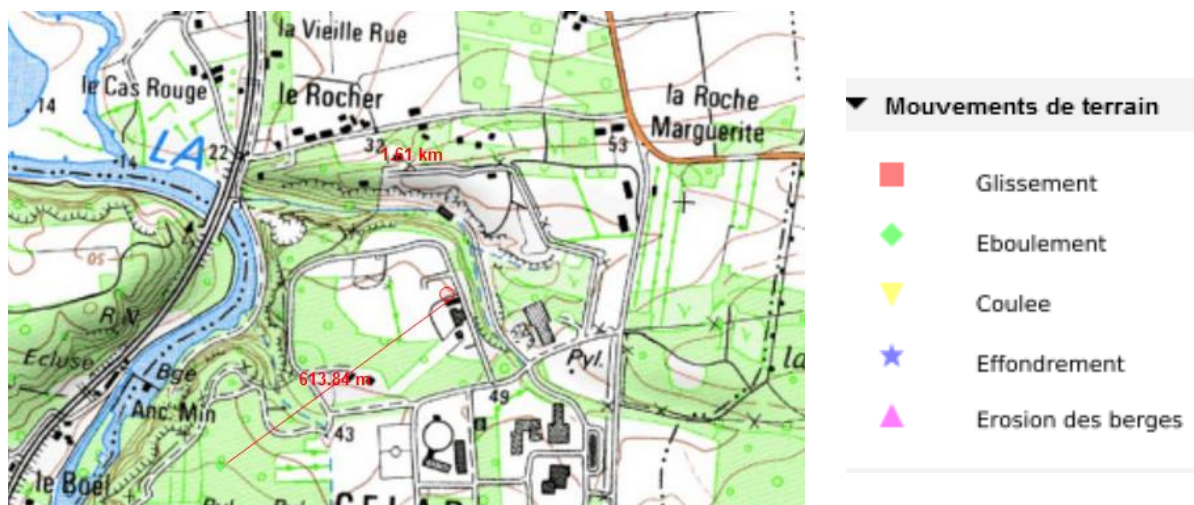 la Vieille Rue
le Cas Rouge
le Rocher
la Roche
Marguerite
14
14
LA
22
32
1.61 km
53
50
R N
Ecluse
Bge
Anc. Min
le Boël
613.84 m
43
49
Pyl.
la
Mouvements de terrain
Glissement
Eboulement
Coulee
Effondrement
Erosion des berges